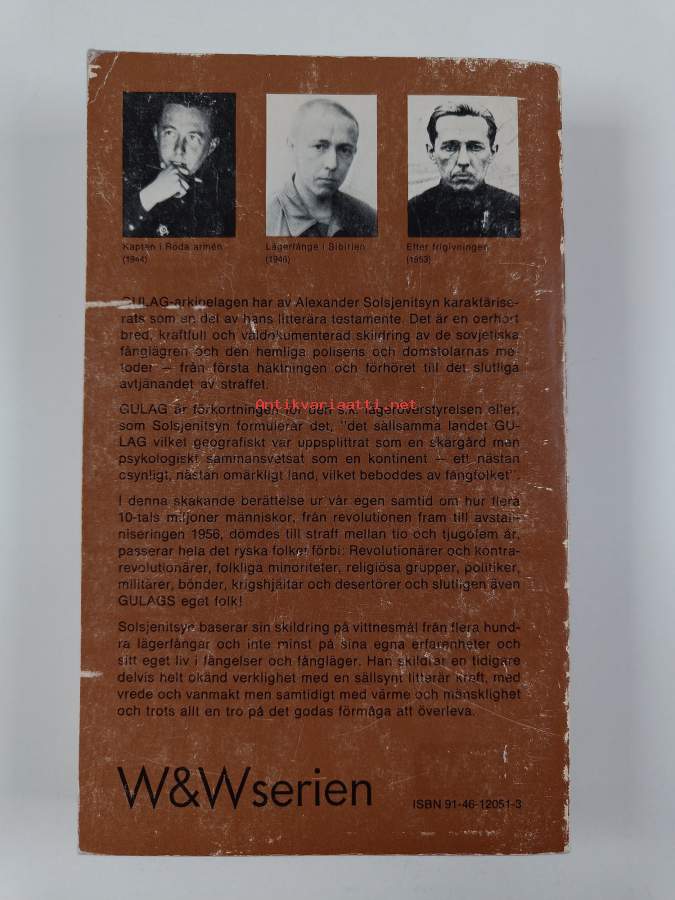 Kapten i Röda armén
(1944)
Lägerfånge i Sibirien
(1946)
Efter frigivningen
(1953)
GULAG-arkipelagen har av Alexander Solsjenitsyn karaktärise-
rats som en del av hans litterära testamente. Det är en oerhört
bred, kraftfull och väldokumenterad skildring av de sovjetiska
fånglägren och den hemliga polisens och domstolarnas me-
toder — från första häktningen och förhöret till det slutliga
avtjänandet av straffet.
Antikvariaatti.net
GULAG är förkortningen för den s.k. lägeröverstyrelsen eller,
som Solsjenitsyn formulerar det, "det sällsamma landet GU-
LAG vilket geografiskt var uppsplittrat som en skärgård men
psykologiskt sammansvetsat som en kontinent — ett nästan
osynligt, nästan omärkligt land, vilket beboddes av fångfolket".
I denna skakande berättelse ur vår egen samtid om hur flera
10-tals miljoner människor, från revolutionen fram till avstali-
niseringen 1956, dömdes till straff mellan tio och tjugofem år,
passerar hela det ryska folket förbi: Revolutionärer och kontra-
revolutionärer, folkliga minoriteter, religiösa grupper, politiker,
militärer, bönder, krigshjältar och desertörer och slutligen även
GULAGS eget folk!
Solsjenitsyn baserar sin skildring på vittnesmål från flera hund-
ra lägerfångar och inte minst på sina egna erfarenheter och
sitt eget liv i fängelser och fångläger. Han skildrar en tidigare
delvis helt okänd verklighet med en sällsynt litterär kraft, med
vrede och vanmakt men samtidigt med värme och mänsklighet
och trots allt en tro på det godas förmåga att överleva.
W&Wserien
ISBN 91-46-12051-3